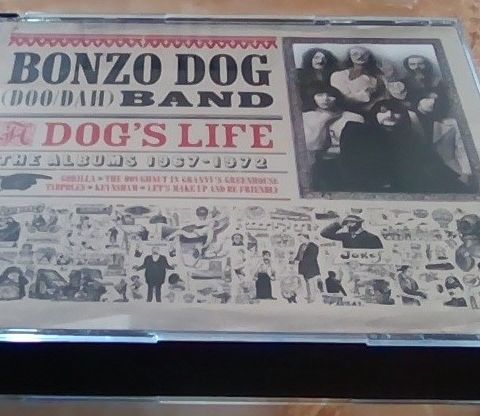 BONZO DOG
(DOO/DAH) BAND
A DOG'S LIFE
THE ALBUMS 1967-1972
GORILLA • THE DOUGHNUT IN GRANNY'S GREENHOUSE
TADPOLES • KEYNSHAM • LET'S MAKE UP AND BE FRIENDLY
JOKE